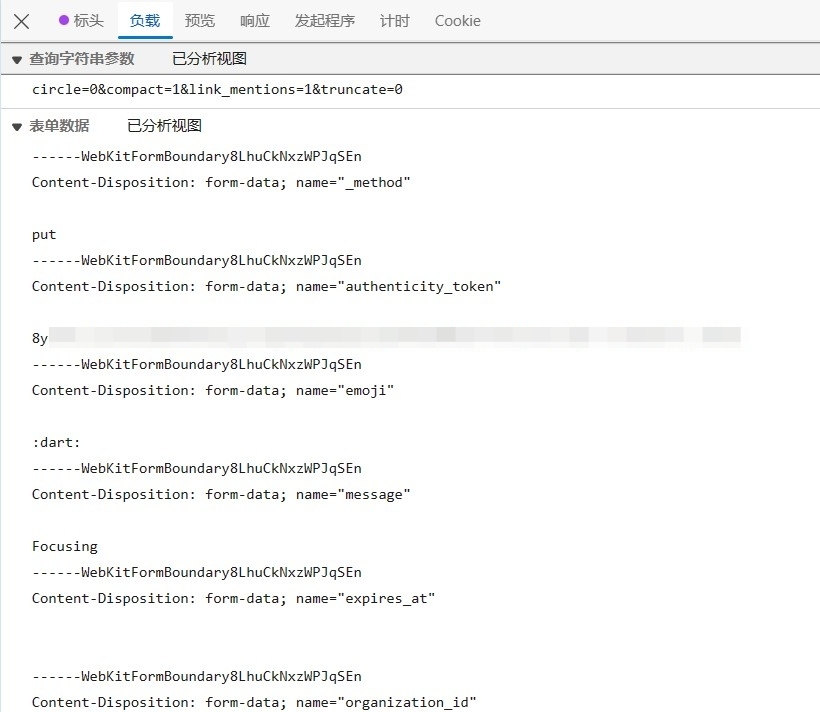 标头 负载 预览 响应 发起程序 计时 Cookie
查询字符串参数 已分析视图
circle=0&compact=1&link_mentions=1&truncate=0
表单数据 已分析视图
------WebKitFormBoundary8LhuCkNxzWPJqSEn
Content-Disposition: form-data; name="_method"
put
------WebKitFormBoundary8LhuCkNxzWPJqSEn
Content-Disposition: form-data; name="authenticity_token"
8y
------WebKitFormBoundary8LhuCkNxzWPJqSEn
Content-Disposition: form-data; name="emoji"
:dart:
------WebKitFormBoundary8LhuCkNxzWPJqSEn
Content-Disposition: form-data; name="message"
Focusing
------WebKitFormBoundary8LhuCkNxzWPJqSEn
Content-Disposition: form-data; name="expires_at"
------WebKitFormBoundary8LhuCkNxzWPJqSEn
Content-Disposition: form-data; name="organization_id"